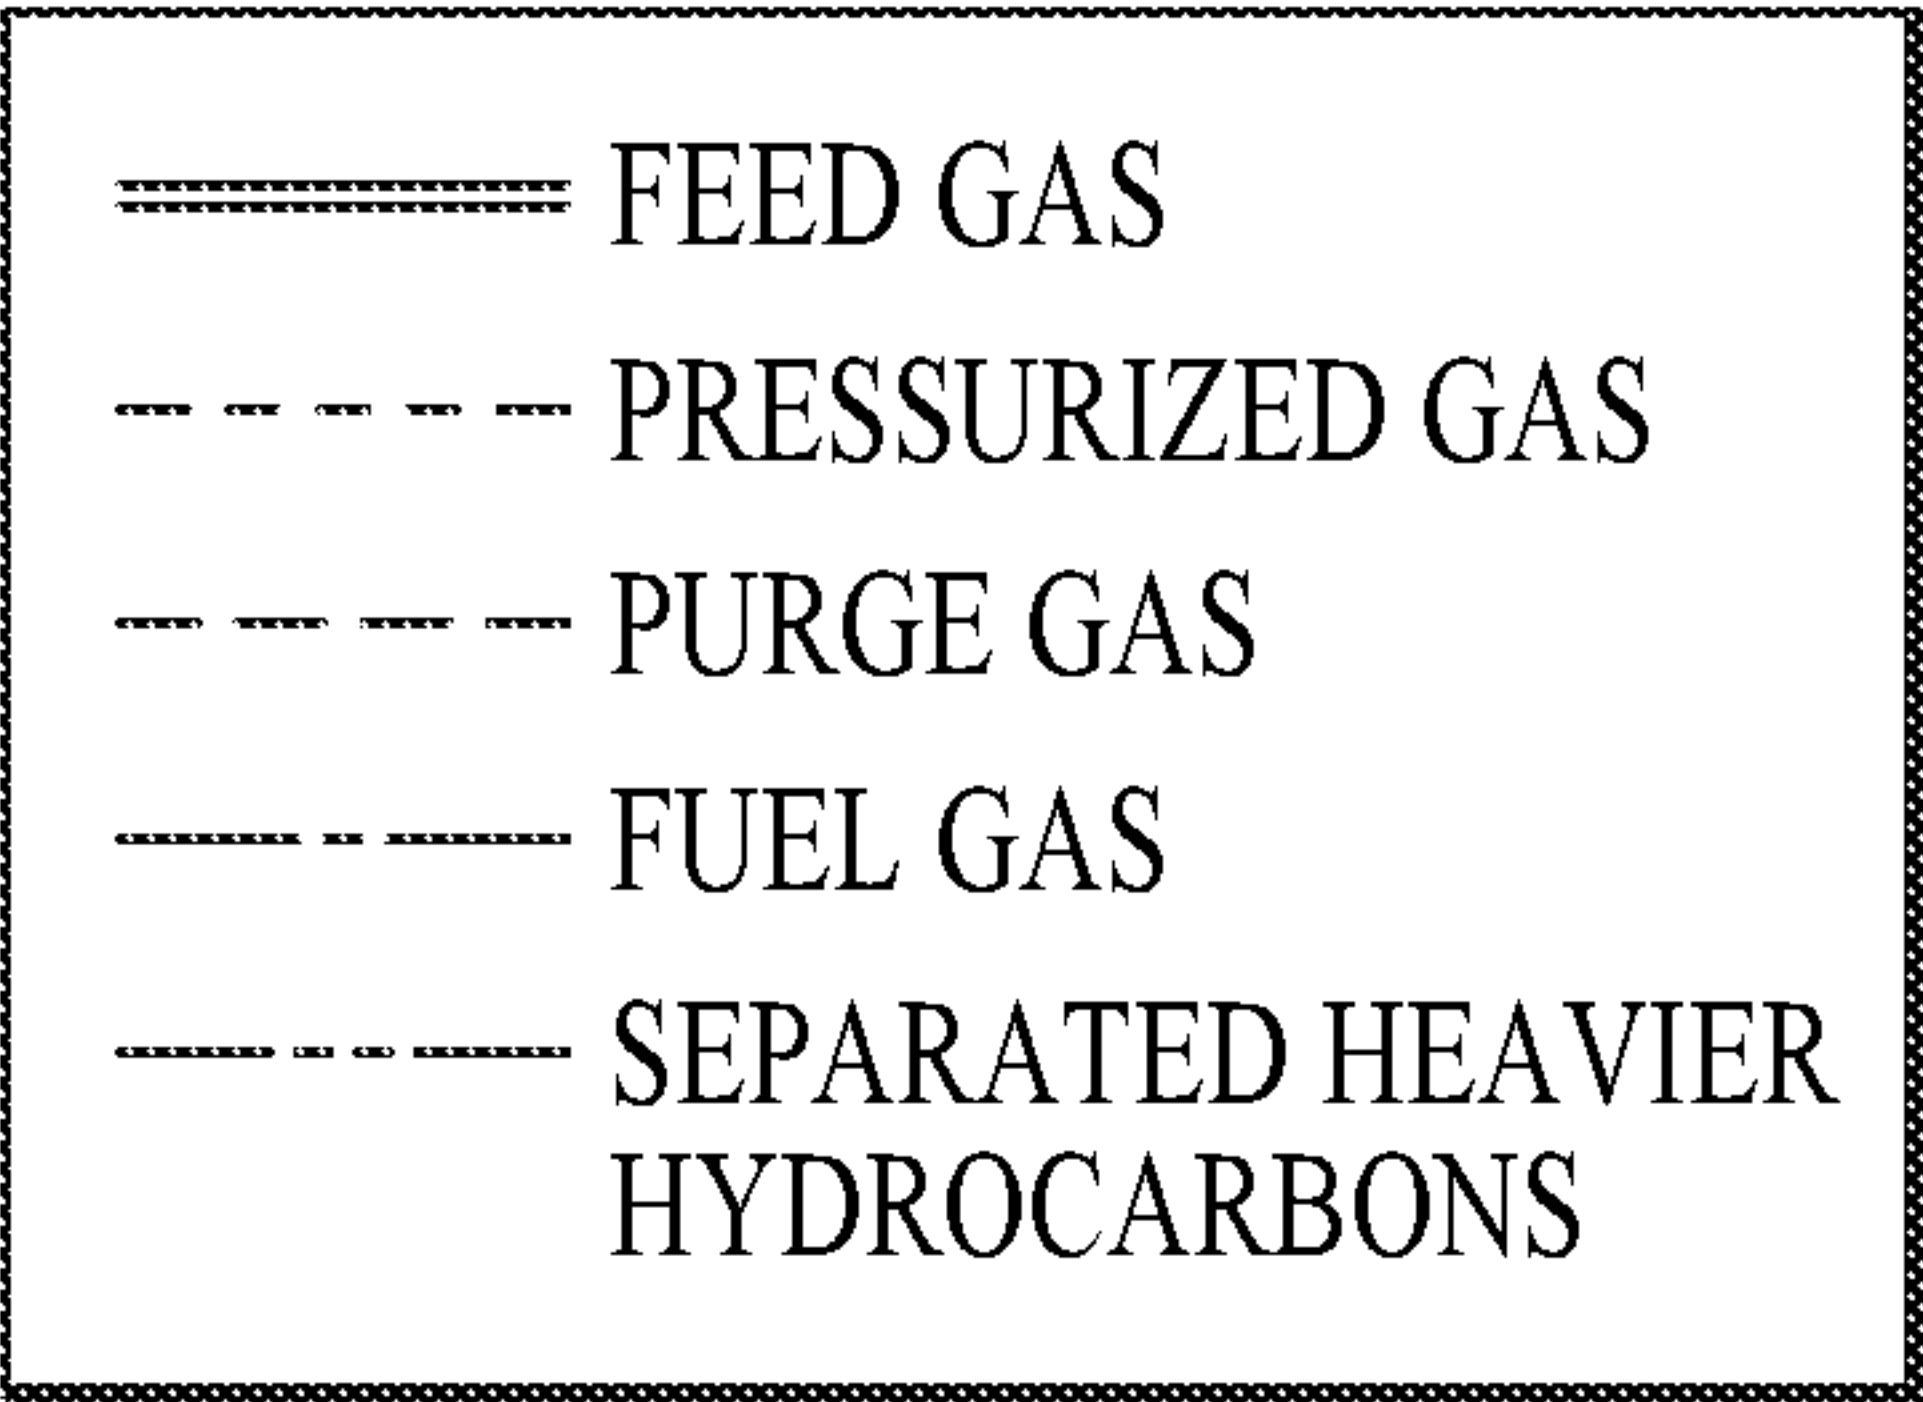 FEED GAS
PRESSURIZED GAS
PURGE GAS
FUEL GAS
SEPARATED HEAVIER
HYDROCARBONS